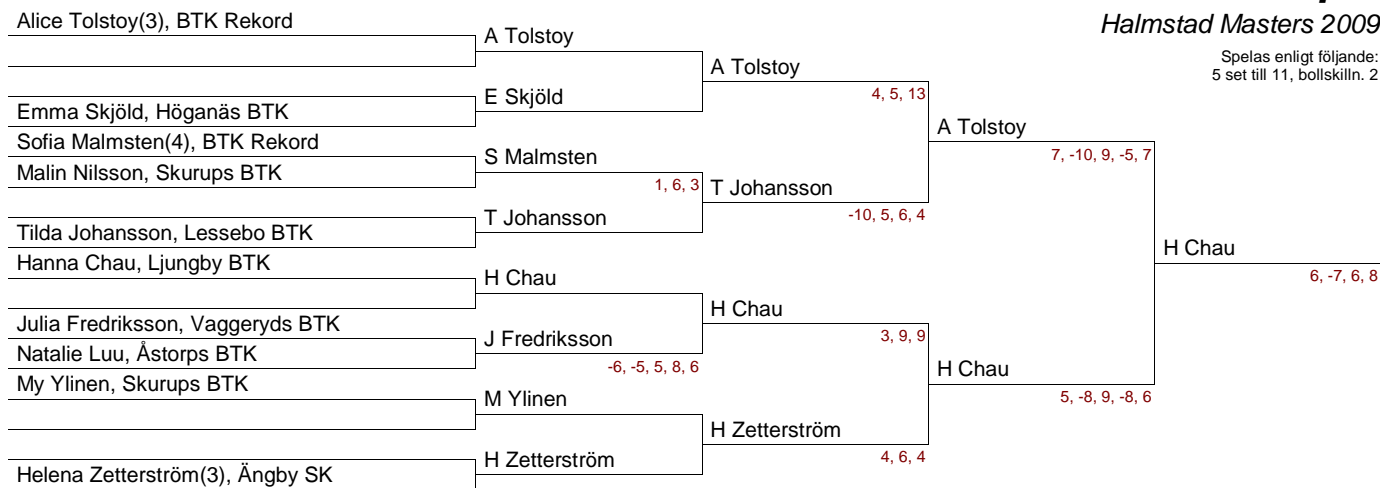 Halmstad Masters 2009
Spelas enligt följande:
5 set till 11, bollskilln. 2
Alice Tolstoy(3), BTK Rekord
Emma Skjöld, Höganäs BTK
Sofia Malmsten(4), BTK Rekord
Malin Nilsson, Skurups BTK
Tilda Johansson, Lessebo BTK
Hanna Chau, Ljungby BTK
Julia Fredriksson, Vaggeryds BTK
Natalie Luu, Åstorps BTK
My Ylinen, Skurups BTK
Helena Zetterström(3), Ängby SK
A Tolstoy
E Skjöld
S Malmsten
1, 6, 3
T Johansson
H Chau
J Fredriksson
-6, -5, 5, 8, 6
M Ylinen
H Zetterström
A Tolstoy
4, 5, 13
T Johansson
-10, 5, 6, 4
H Chau
3, 9, 9
H Zetterström
4, 6, 4
A Tolstoy
7, -10, 9, -5, 7
H Chau
5, -8, 9, -8, 6
H Chau
6, -7, 6, 8